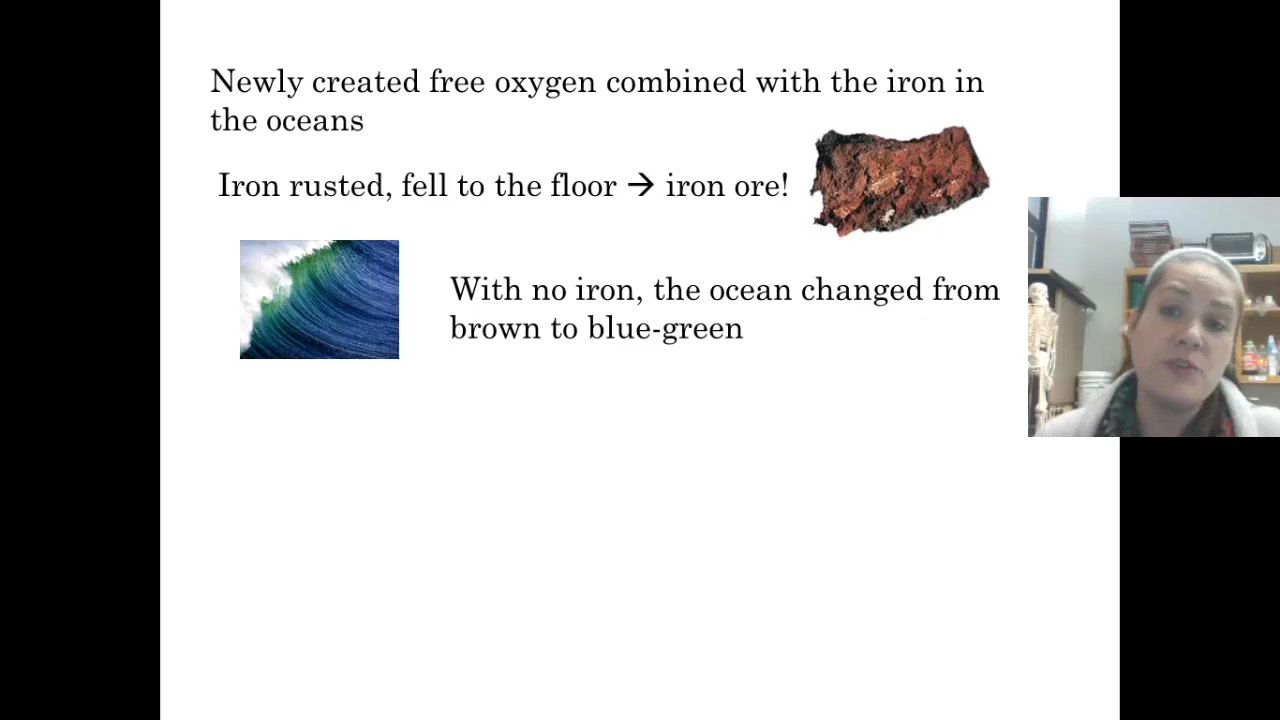 Newly created free oxygen combined with the iron in
the oceans
Iron rusted, fell to the floor → iron ore!
With no iron, the ocean changed from
brown to blue-green